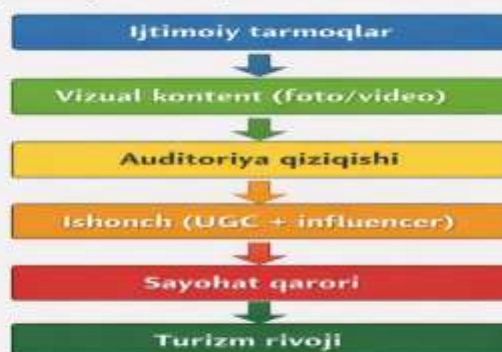 Ijtimoiy tarmoqlar
Vizual kontent (foto/video)
Auditoriya qiziqishi
Ishonch (UGC + influencer)
Sayohat qarori
Turizm rivoji